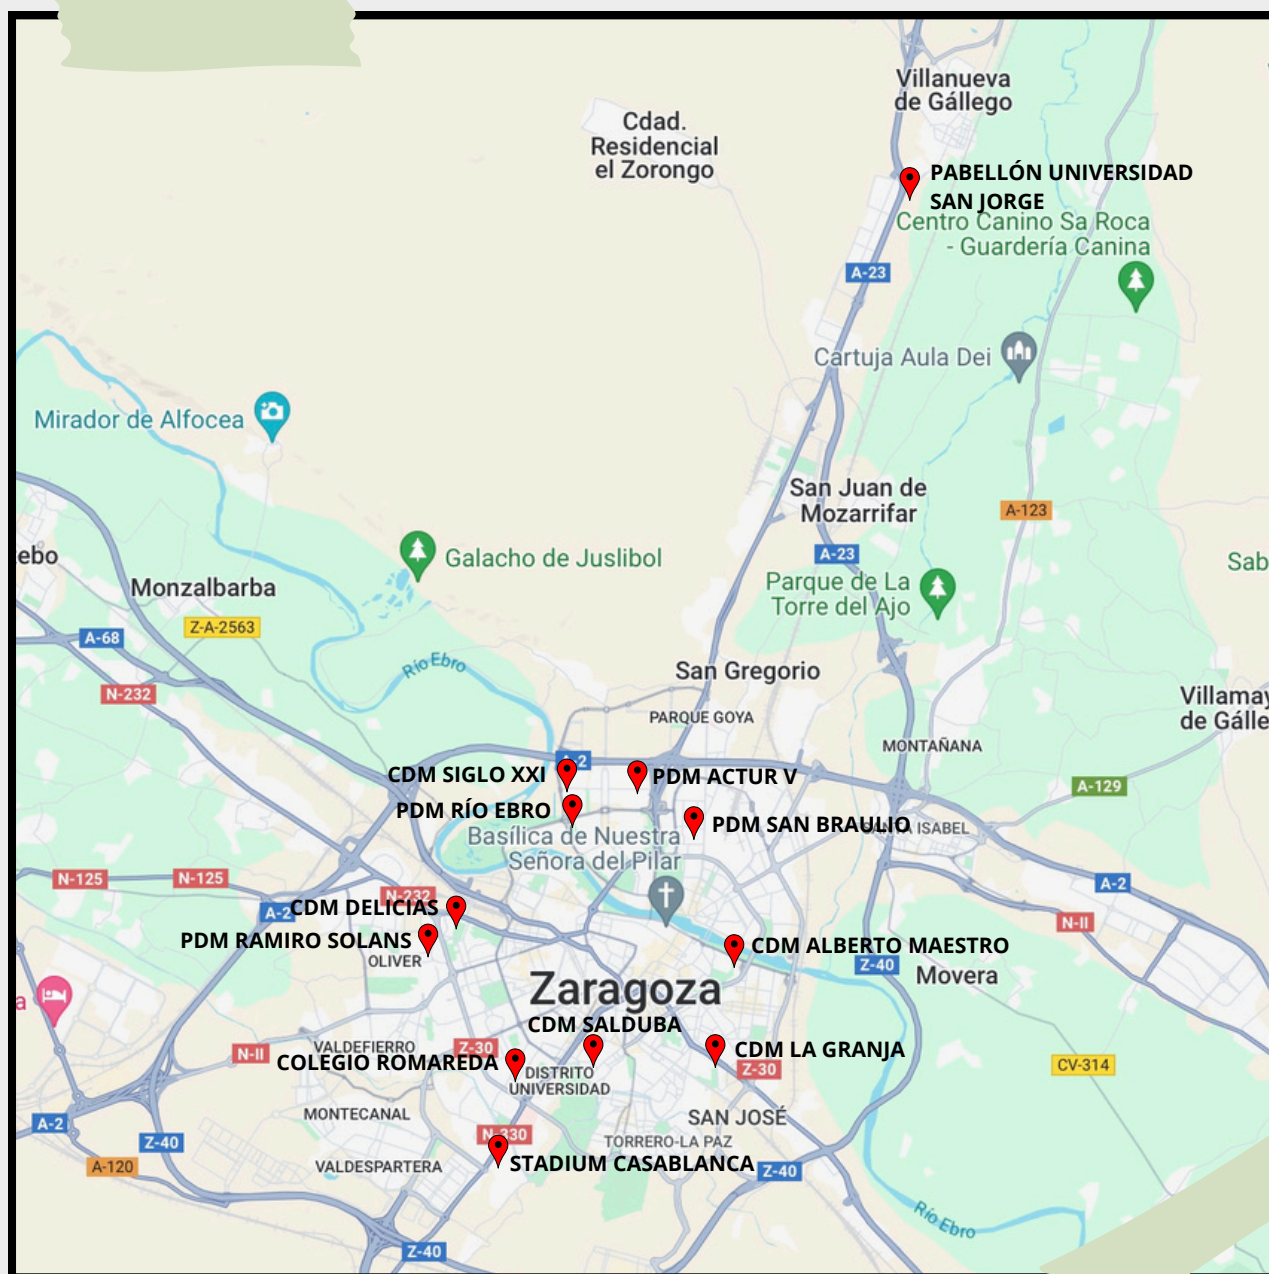 Villanueva
de Gállego
Cdad.
Residencial
el Zorongo
PABELLÓN UNIVERSIDAD
SAN JORGE
Centro Canino Sa Roca
- Guardería Canina
A-23
Cartuja Aula Dei
Mirador de Alfocea
San Juan de
Mozarrifar
A-123
A-23
ebo
Galacho de Juslibol
Sab
Monzalbarba
Parque de La
Torre del Ajo
Z-A-2563
A-68
Río Ebro
San Gregorio
N-232
Villamay
de Gálle
PARQUE GOYA
MONTAÑANA
A-2
CDM SIGLO XXI
PDM ACTUR V
A-129
PDM RÍO EBRO
PDM SAN BRAULIO
TA ISABEL
Basílica de Nuestra
Señora del Pilar
N-125
N-125
N-232
A-2
A-2
CDM DELICIAS
N-II
PDM RAMIRO SOLANS
CDM ALBERTO MAESTRO
OLIVER
Z-40
Movera
Zaragoza
a
CDM SALDUBA
VALDEFIERRO
Z-30
N-II
CDM LA GRANJA
COLEGIO ROMAREDA
Z-30
CV-314
DISTRITO
UNIVERSIDAD
MONTECANAL
SAN JOSÉ
A-2
N-330
Z-40
TORRERO-LA PAZ
A-120
VALDESPARTERA
STADIUM CASABLANCA
Z-40
Río Ebro
Z-40